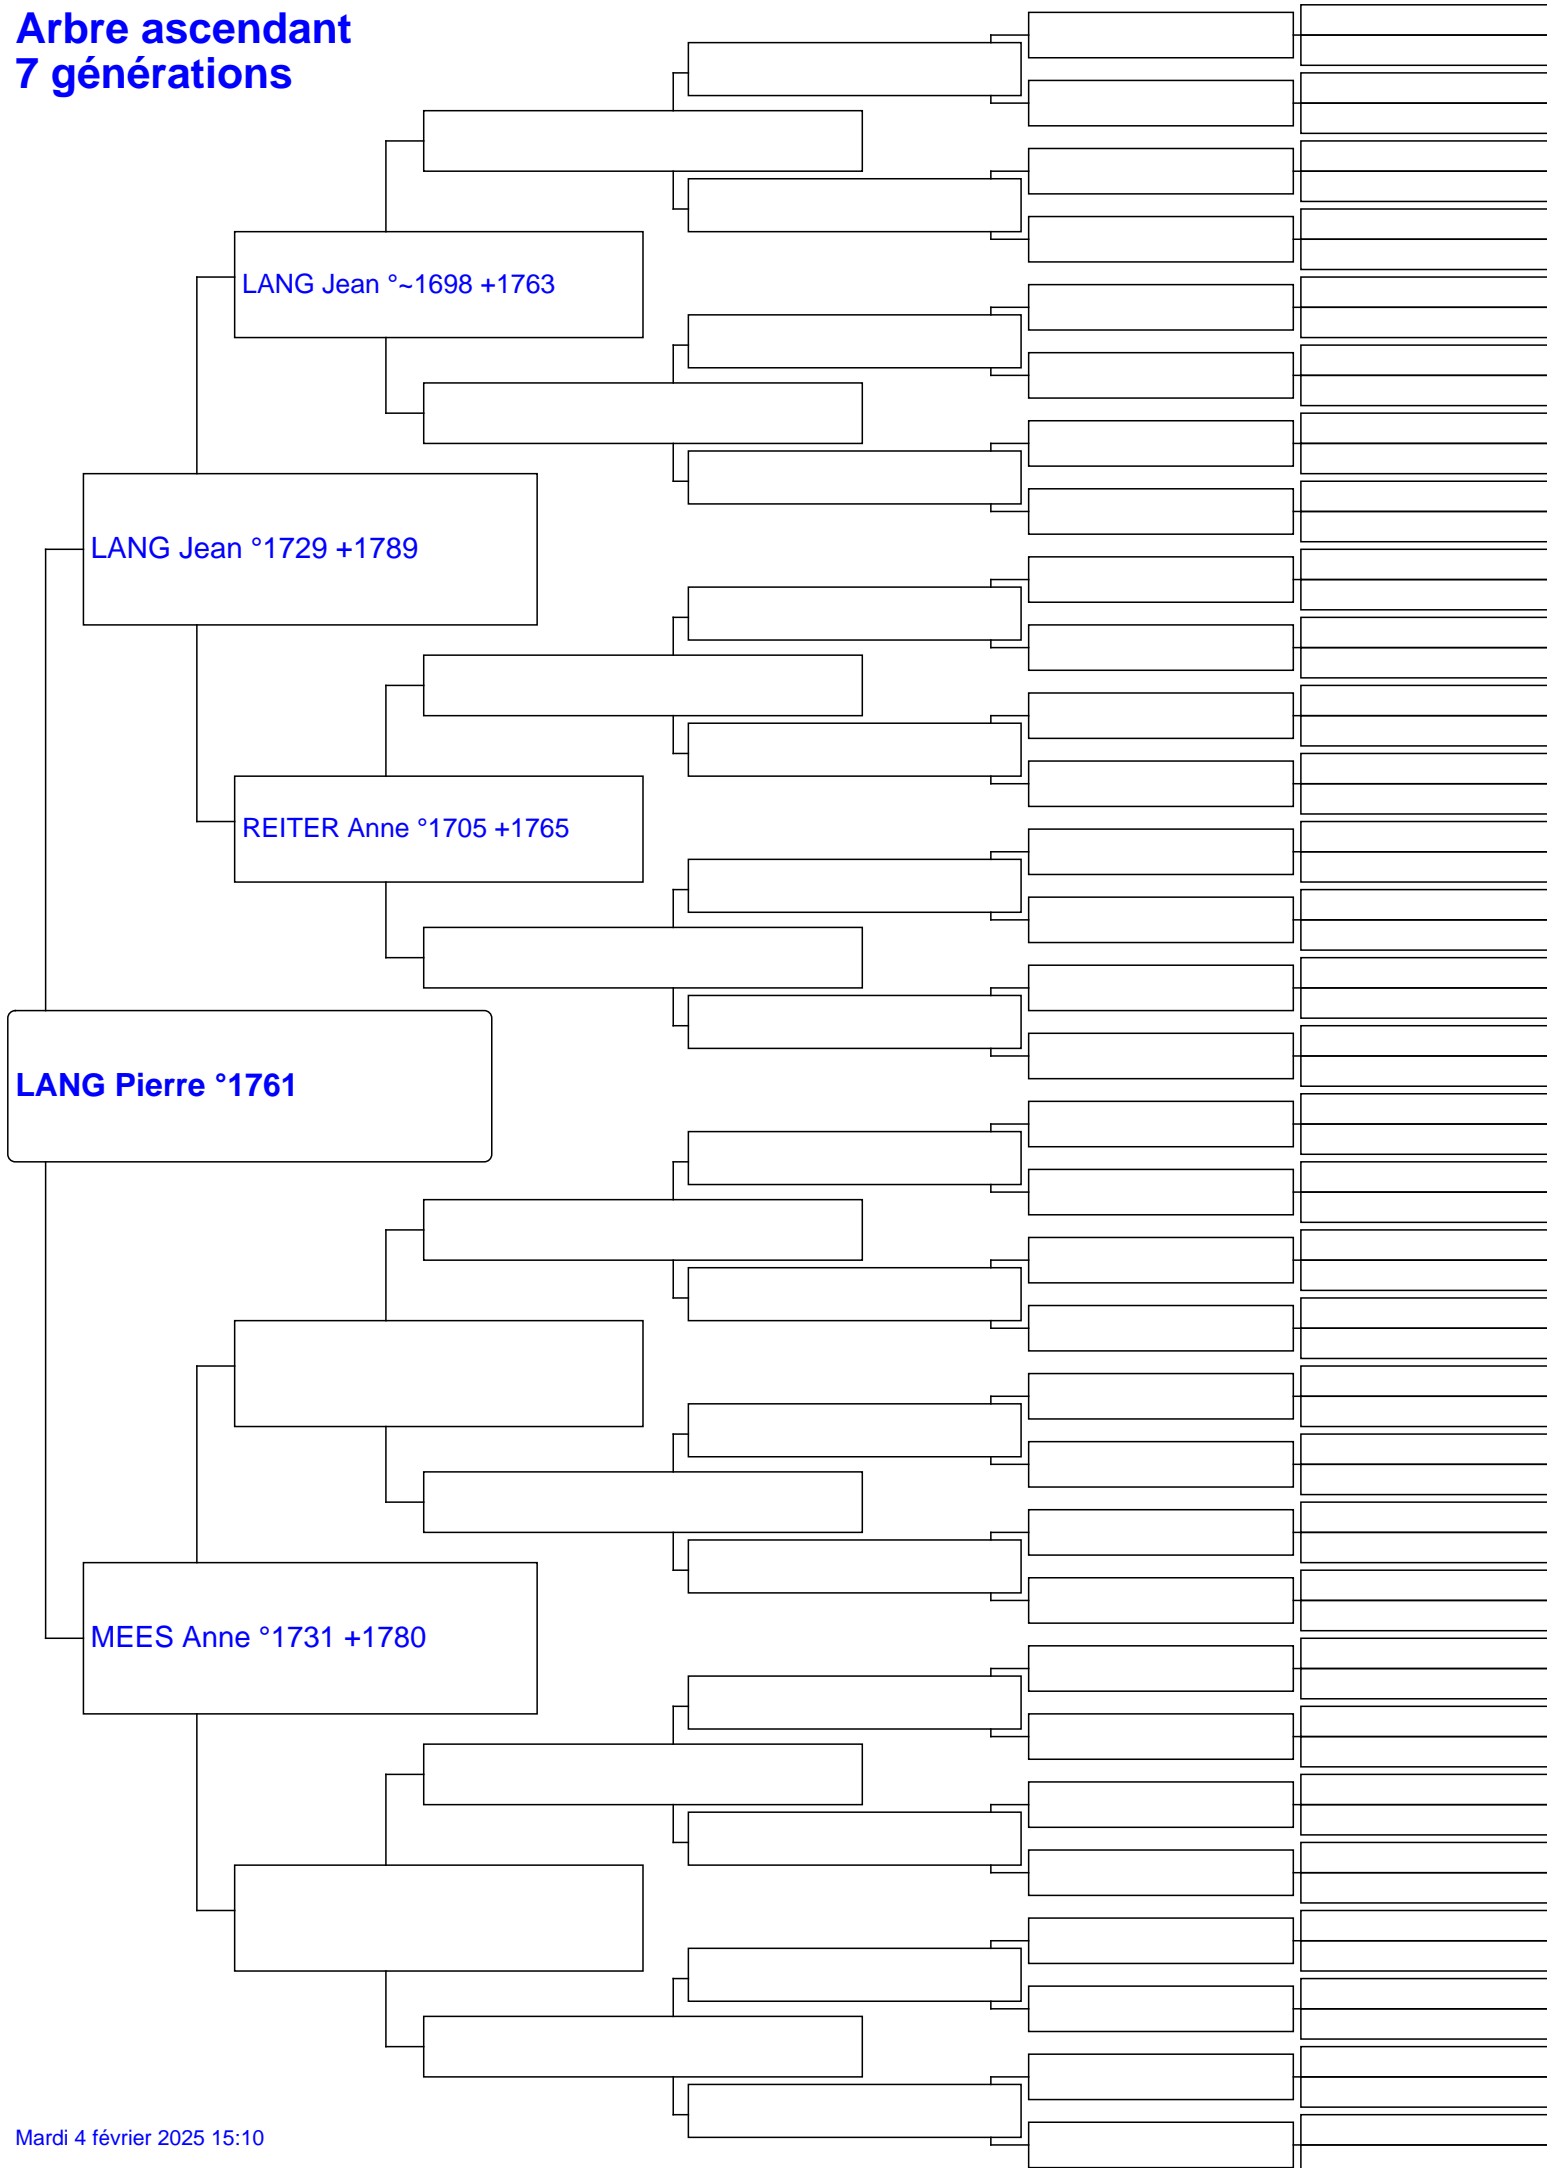 Arbre ascendant
7 générations
LANG Jean °~1698 +1763
LANG Jean °1729 +1789
REITER Anne °1705 +1765
LANG Pierre °1761
MEES Anne °1731 +1780
Mardi 4 février 2025 15:10